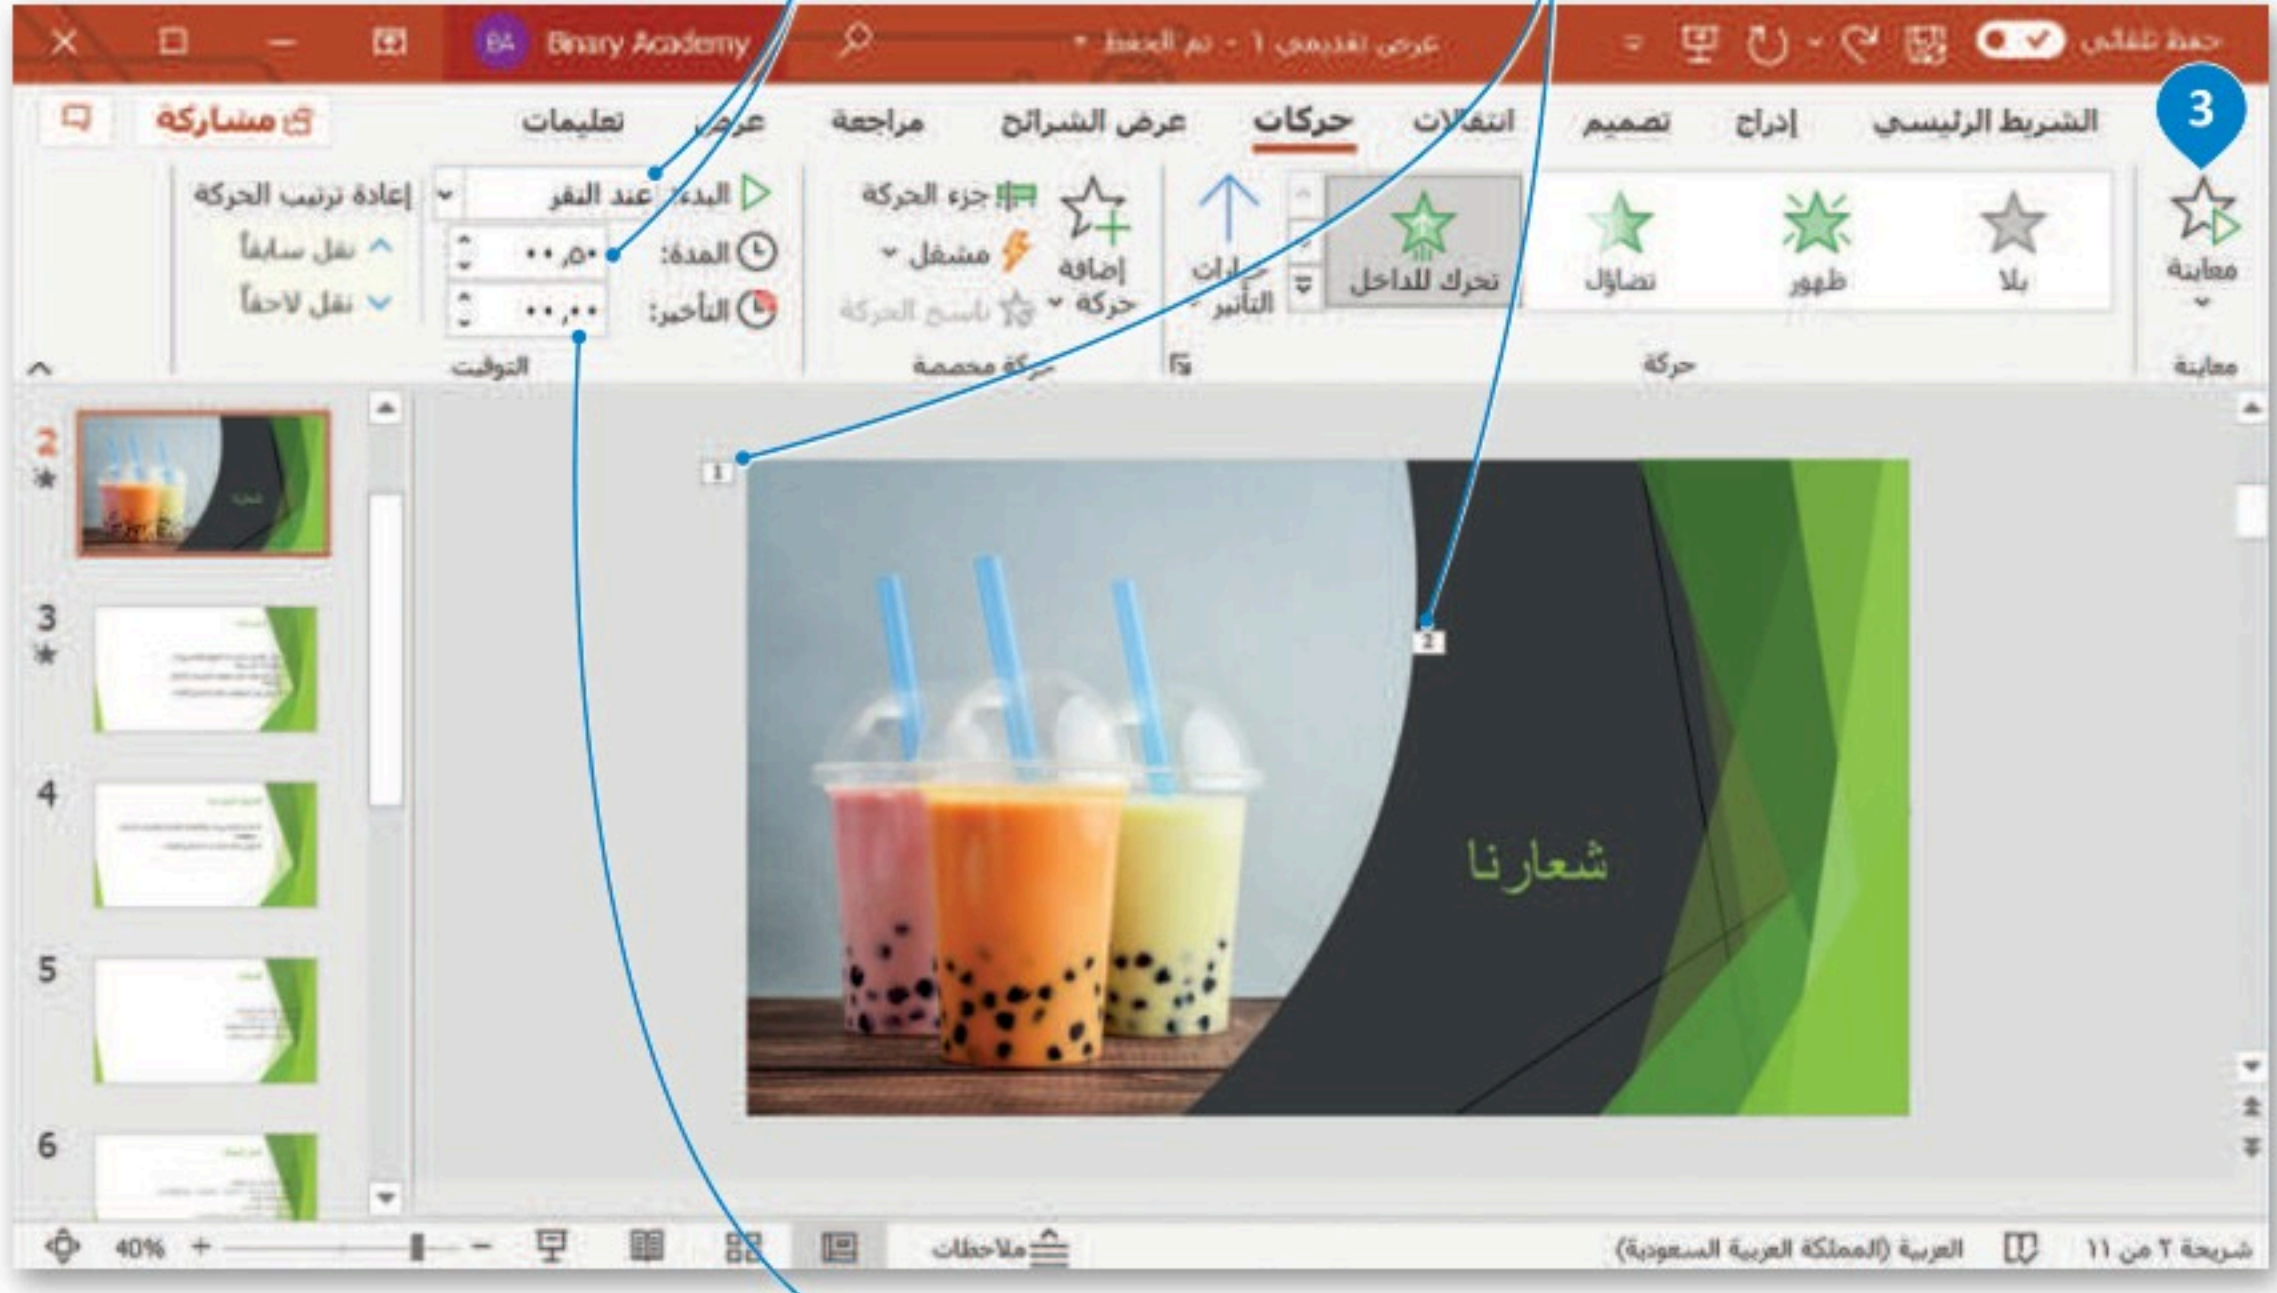 حفظ تلقائي
عرض تقديمي ١ - تم الحفظ
Binary Academy
BA
3
الشريط الرئيسي
إدراج
تصميم
انتقالات
حركات
عرض الشرائح
مراجعة
عرض
تعليمات
مشاركة
معاينة
بلا
ظهور
تضاؤل
تحرك للداخل
خيارات
التأثير
إضافة
حركة
جزء الحركة
مشغل
ناسخ الحركة
البدء: عند النقر
المدة: ٠٠,٥٠
التأخير: ٠٠,٠٠
إعادة ترتيب الحركة
نقل سابقاً
نقل لاحقاً
معاينة
حركة
حركة مخصصة
التوقيت
1
2
شعارنا
2
3
4
5
6
شريحة ٢ من ١١
العربية (المملكة العربية السعودية)
ملاحظات
40%